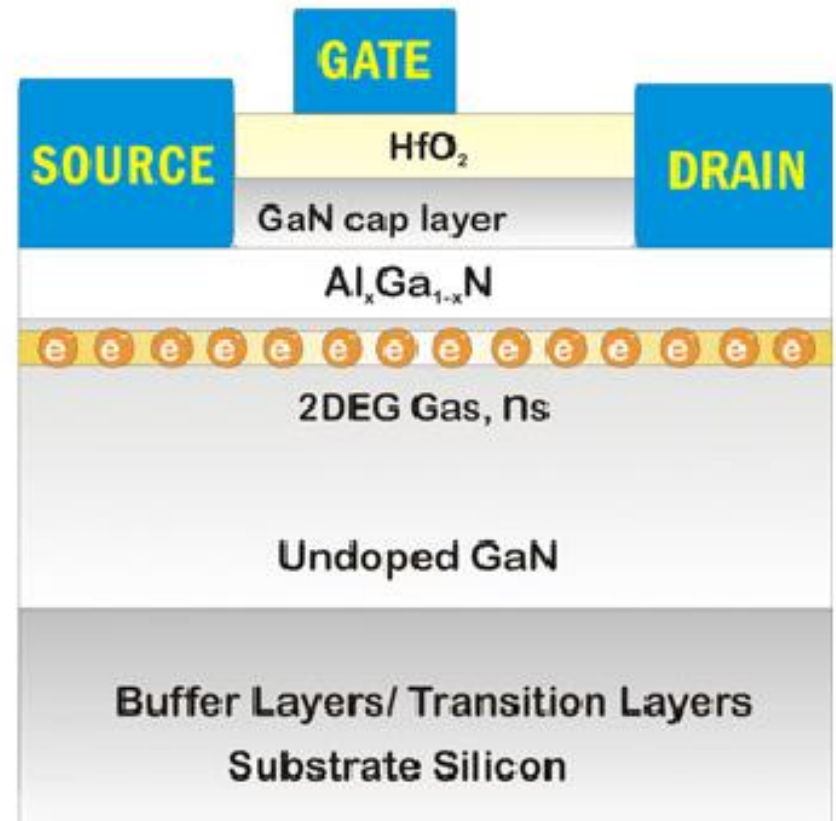 GATE
SOURCE
HfO₂
DRAIN
GaN cap layer
AlₓGa₁₋ₓN
e⁻ e⁻ e⁻ e⁻ e⁻ e⁻ e⁻ e⁻ e⁻ e⁻ e⁻ e⁻ e⁻ e⁻
2DEG Gas, ns
Undoped GaN
Buffer Layers/ Transition Layers
Substrate Silicon